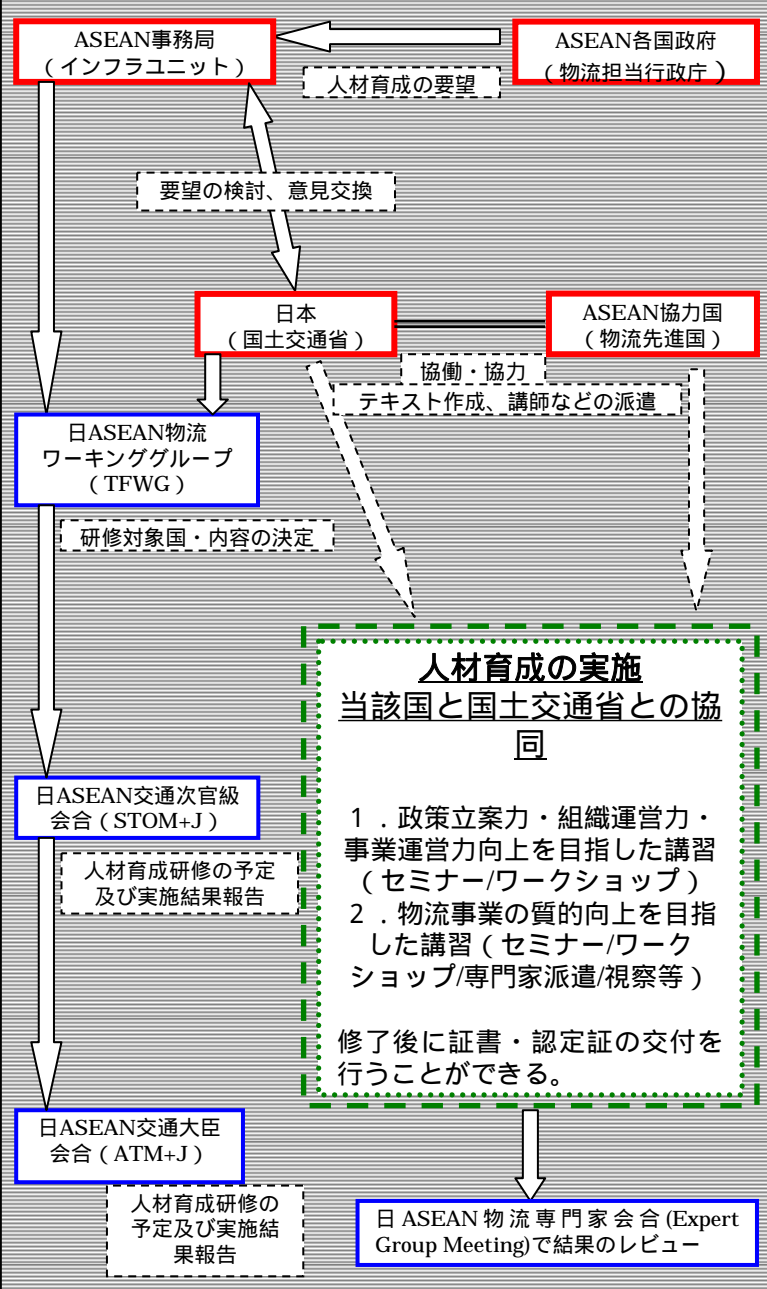 ASEAN事務局
（インフラユニット）
ASEAN各国政府
（物流担当行政庁）
人材育成の要望
要望の検討、意見交換
日本
（国土交通省）
ASEAN協力国
（物流先進国）
協働・協力
テキスト作成、講師などの派遣
日ASEAN物流
ワーキンググループ
（TFWG）
研修対象国・内容の決定
人材育成の実施
当該国と国土交通省との協
同
１．政策立案力・組織運営力・
事業運営力向上を目指した講習
（セミナー/ワークショップ）
２．物流事業の質的向上を目指
した講習（セミナー/ワーク
ショップ/専門家派遣/視察等）
修了後に証書・認定証の交付を
行うことができる。
日ASEAN交通次官級
会合（STOM+J）
人材育成研修の予定
及び実施結果報告
日ASEAN交通大臣
会合（ATM+J）
人材育成研修の
予定及び実施結
果報告
日 ASEAN 物流専門家会合 (Expert
Group Meeting)で結果のレビュー